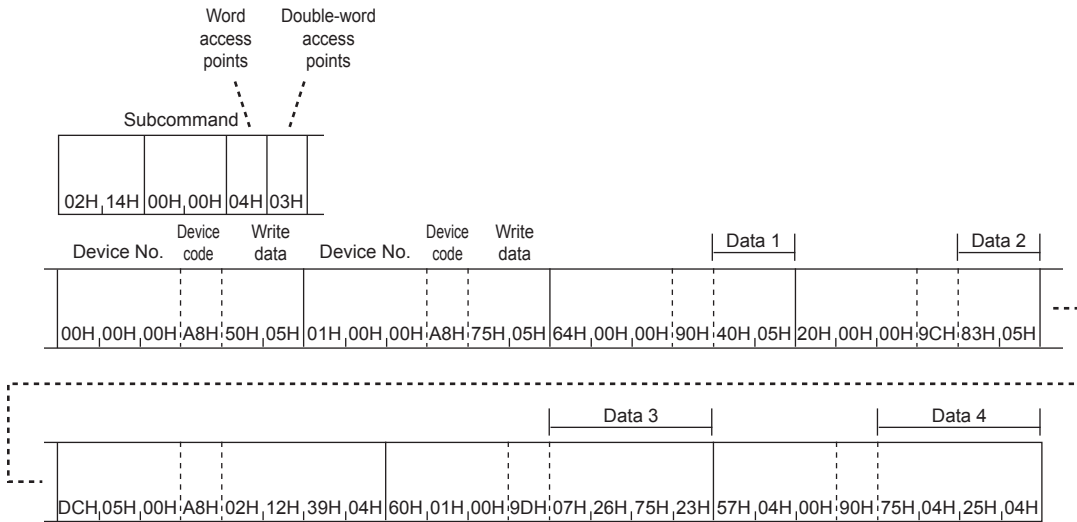 Word access points
Double-word access points
Subcommand
02H 14H 00H 00H 04H 03H
Device No. Device code Write data Device No. Device code Write data Data 1 Data 2
00H 00H 00H A8H 50H 05H 01H 00H 00H A8H 75H 05H 64H 00H 00H 90H 40H 05H 20H 00H 00H 9CH 83H 05H
Data 3 Data 4
DCH 05H 00H A8H 02H 12H 39H 04H 60H 01H 00H 9DH 07H 26H 75H 23H 57H 04H 00H 90H 75H 04H 25H 04H